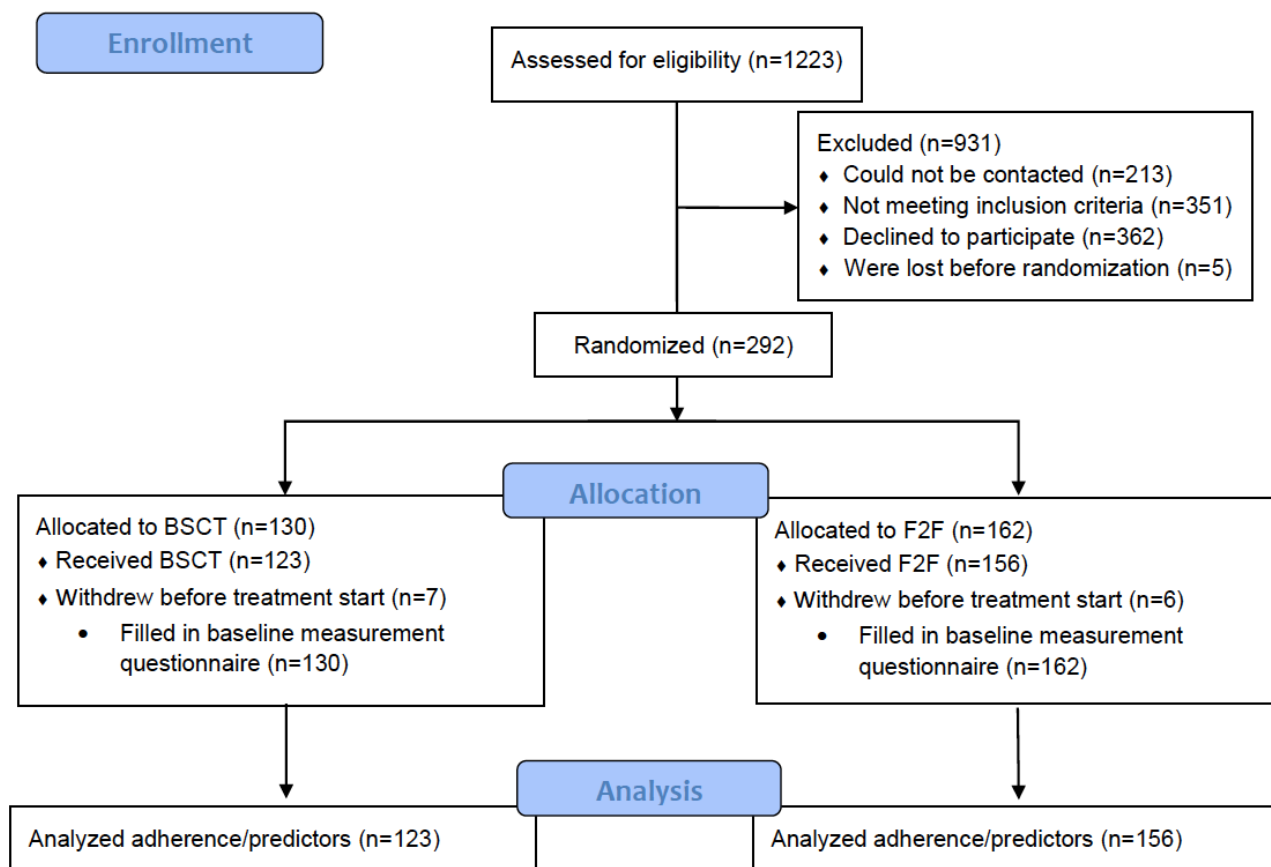 Enrollment
Assessed for eligibility (n=1223)
Excluded (n=931)
♦ Could not be contacted (n=213)
♦ Not meeting inclusion criteria (n=351)
♦ Declined to participate (n=362)
♦ Were lost before randomization (n=5)
Randomized (n=292)
Allocation
Allocated to BSCT (n=130)
♦ Received BSCT (n=123)
♦ Withdrew before treatment start (n=7)
• Filled in baseline measurement
questionnaire (n=130)
Allocated to F2F (n=162)
♦ Received F2F (n=156)
♦ Withdrew before treatment start (n=6)
• Filled in baseline measurement
questionnaire (n=162)
Analysis
Analyzed adherence/predictors (n=123)
Analyzed adherence/predictors (n=156)